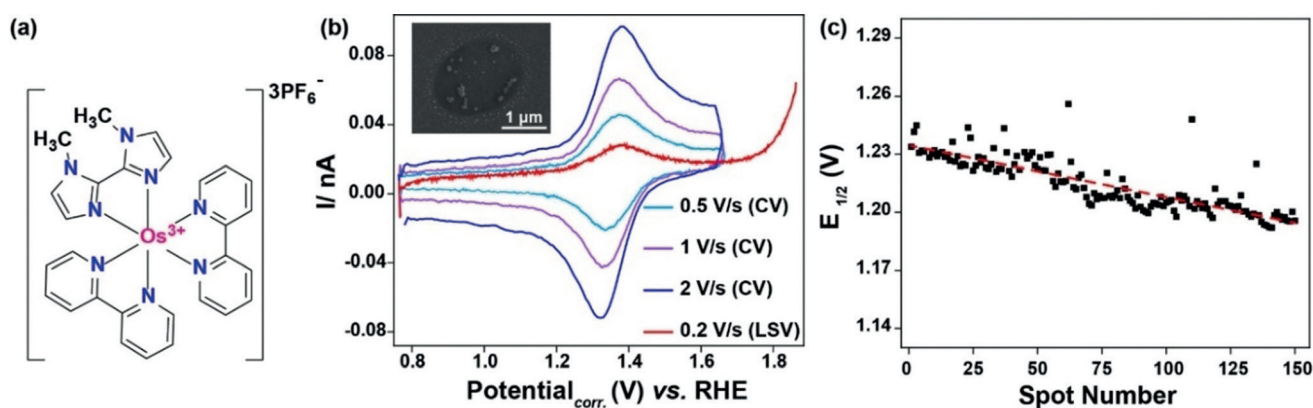 (a)
3PF6-
H3C
H3C
N
N
N
N
N
Os3+
N
N
N
(b)
I/ nA
0.08
0.04
0.00
-0.04
-0.08
1 μm
0.5 V/s (CV)
1 V/s (CV)
2 V/s (CV)
0.2 V/s (LSV)
0.8 1.0 1.2 1.4 1.6 1.8
Potentialcorr. (V) vs. RHE
(c)
E1/2 (V)
1.29
1.26
1.23
1.20
1.17
1.14
0 25 50 75 100 125 150
Spot Number